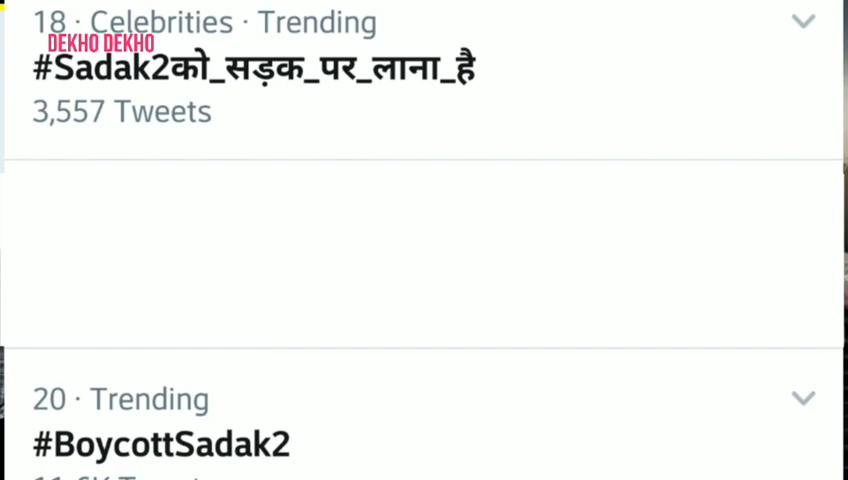 18 · Celebrities · Trending
DEKHO DEKHO
#Sadak2को_सड़क_पर_लाना_है
3,557 Tweets
20 · Trending
#BoycottSadak2